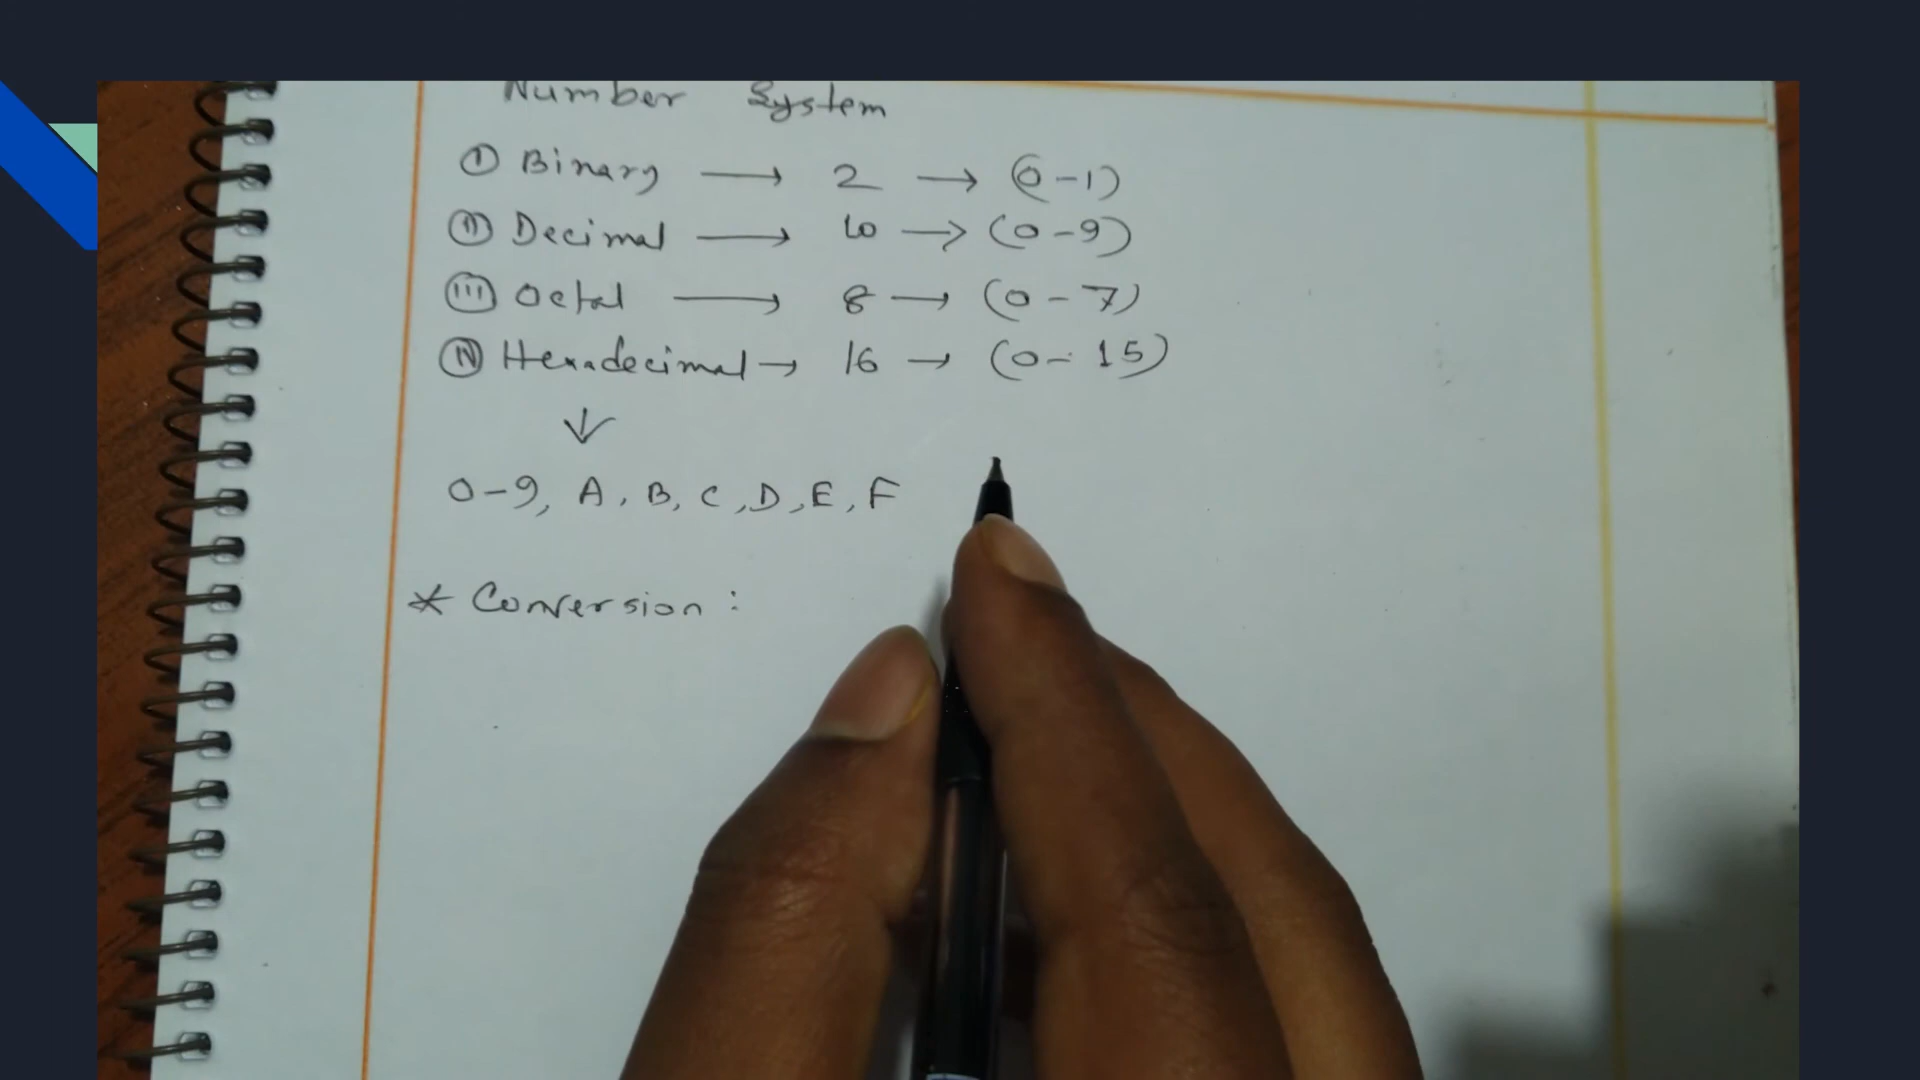 Number System
① Binary → 2 → (0-1)
② Decimal → 10 → (0-9)
③ Octal → 8 → (0-7)
④ Hexadecimal → 16 → (0-15)
↓
0-9, A, B, C, D, E, F
* Conversion :